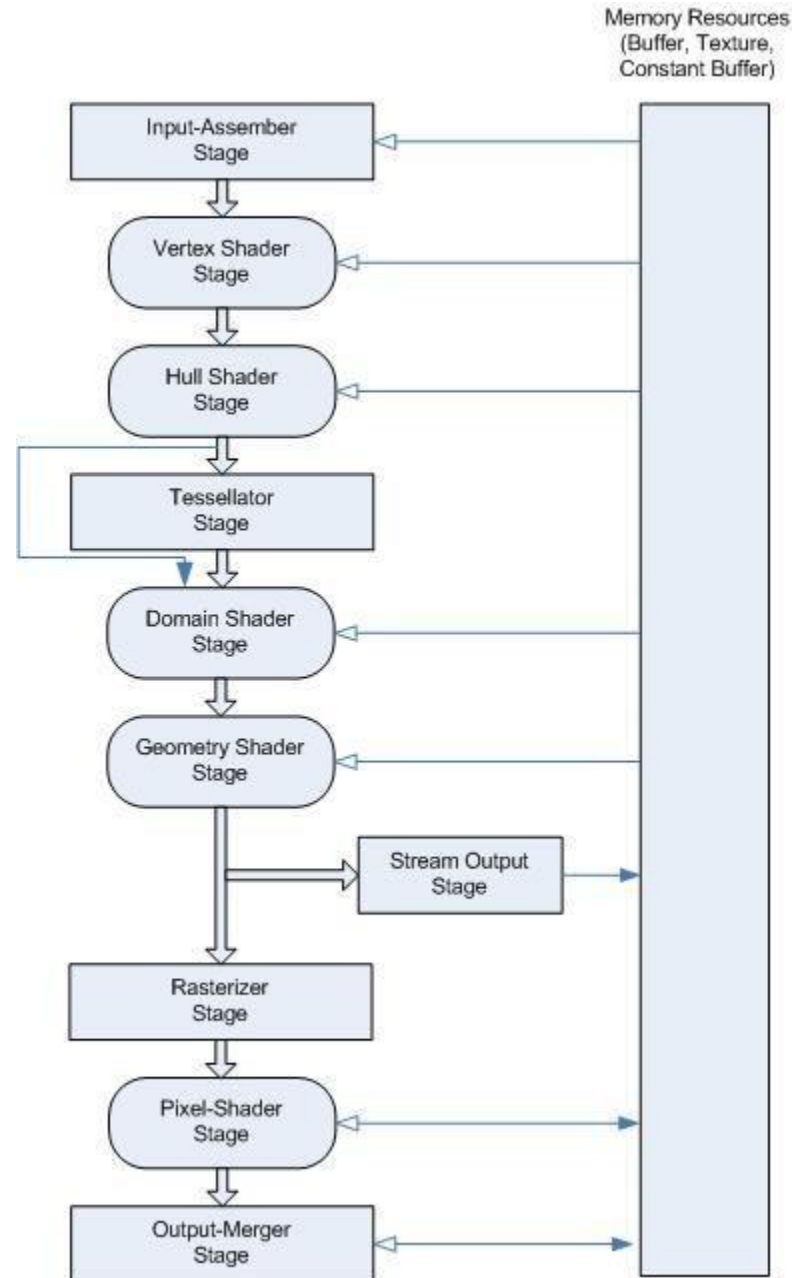 Memory Resources
(Buffer, Texture,
Constant Buffer)
Input-Assember
Stage
Vertex Shader
Stage
Hull Shader
Stage
Tessellator
Stage
Domain Shader
Stage
Geometry Shader
Stage
Stream Output
Stage
Rasterizer
Stage
Pixel-Shader
Stage
Output-Merger
Stage